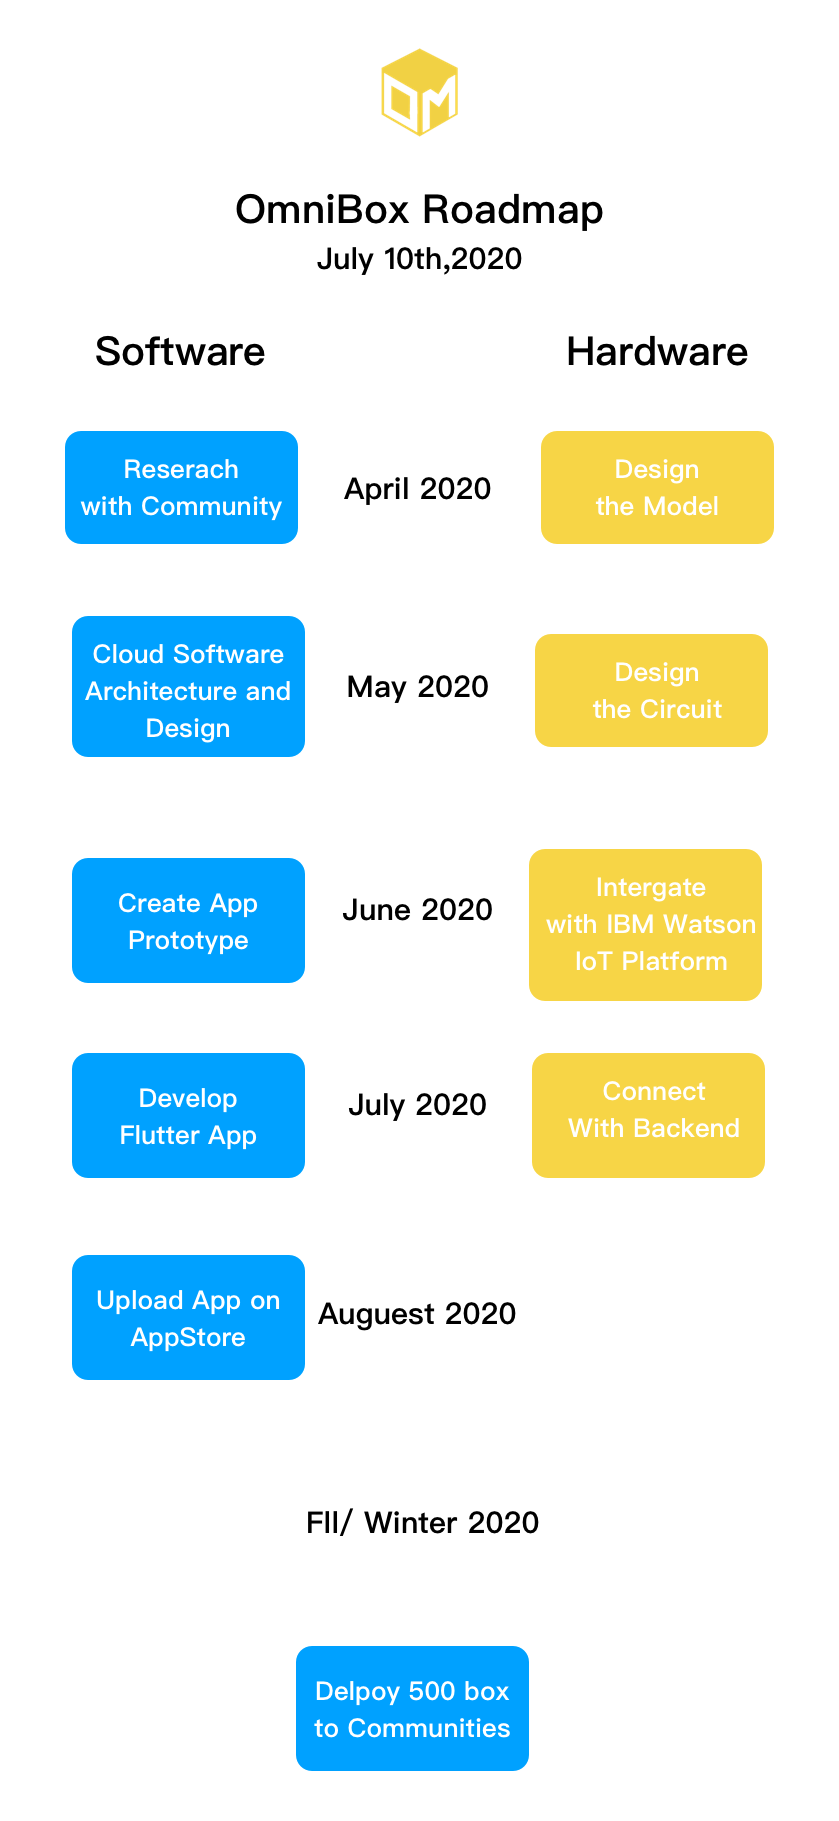 OM
OmniBox Roadmap
July 10th,2020
Software
Hardware
Reserach
with Community
April 2020
Design
the Model
Cloud Software
Architecture and
Design
May 2020
Design
the Circuit
Create App
Prototype
June 2020
Intergate
with IBM Watson
IoT Platform
Develop
Flutter App
July 2020
Connect
With Backend
Upload App on
AppStore
Auguest 2020
Fll/ Winter 2020
Delpoy 500 box
to Communities